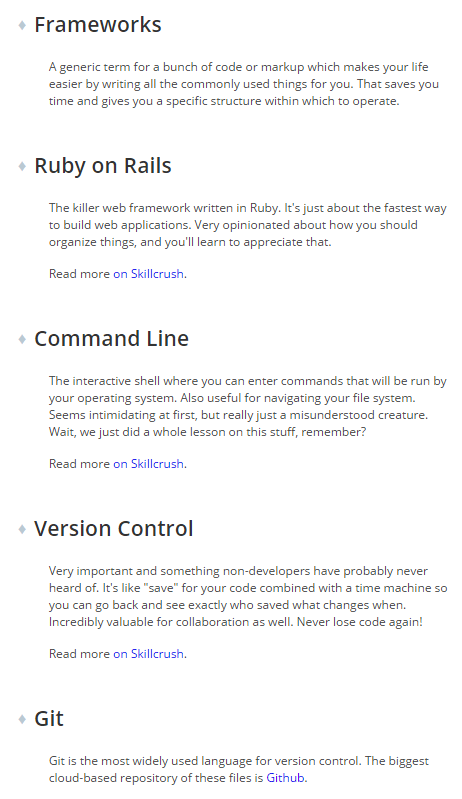 Frameworks
A generic term for a bunch of code or markup which makes your life
easier by writing all the commonly used things for you. That saves you
time and gives you a specific structure within which to operate.
Ruby on Rails
The killer web framework written in Ruby. It's just about the fastest way
to build web applications. Very opinionated about how you should
organize things, and you'll learn to appreciate that.
Read more on Skillcrush.
Command Line
The interactive shell where you can enter commands that will be run by
your operating system. Also useful for navigating your file system.
Seems intimidating at first, but really just a misunderstood creature.
Wait, we just did a whole lesson on this stuff, remember?
Read more on Skillcrush.
Version Control
Very important and something non-developers have probably never
heard of. It's like "save" for your code combined with a time machine so
you can go back and see exactly who saved what changes when.
Incredibly valuable for collaboration as well. Never lose code again!
Read more on Skillcrush.
Git
Git is the most widely used language for version control. The biggest
cloud-based repository of these files is Github.